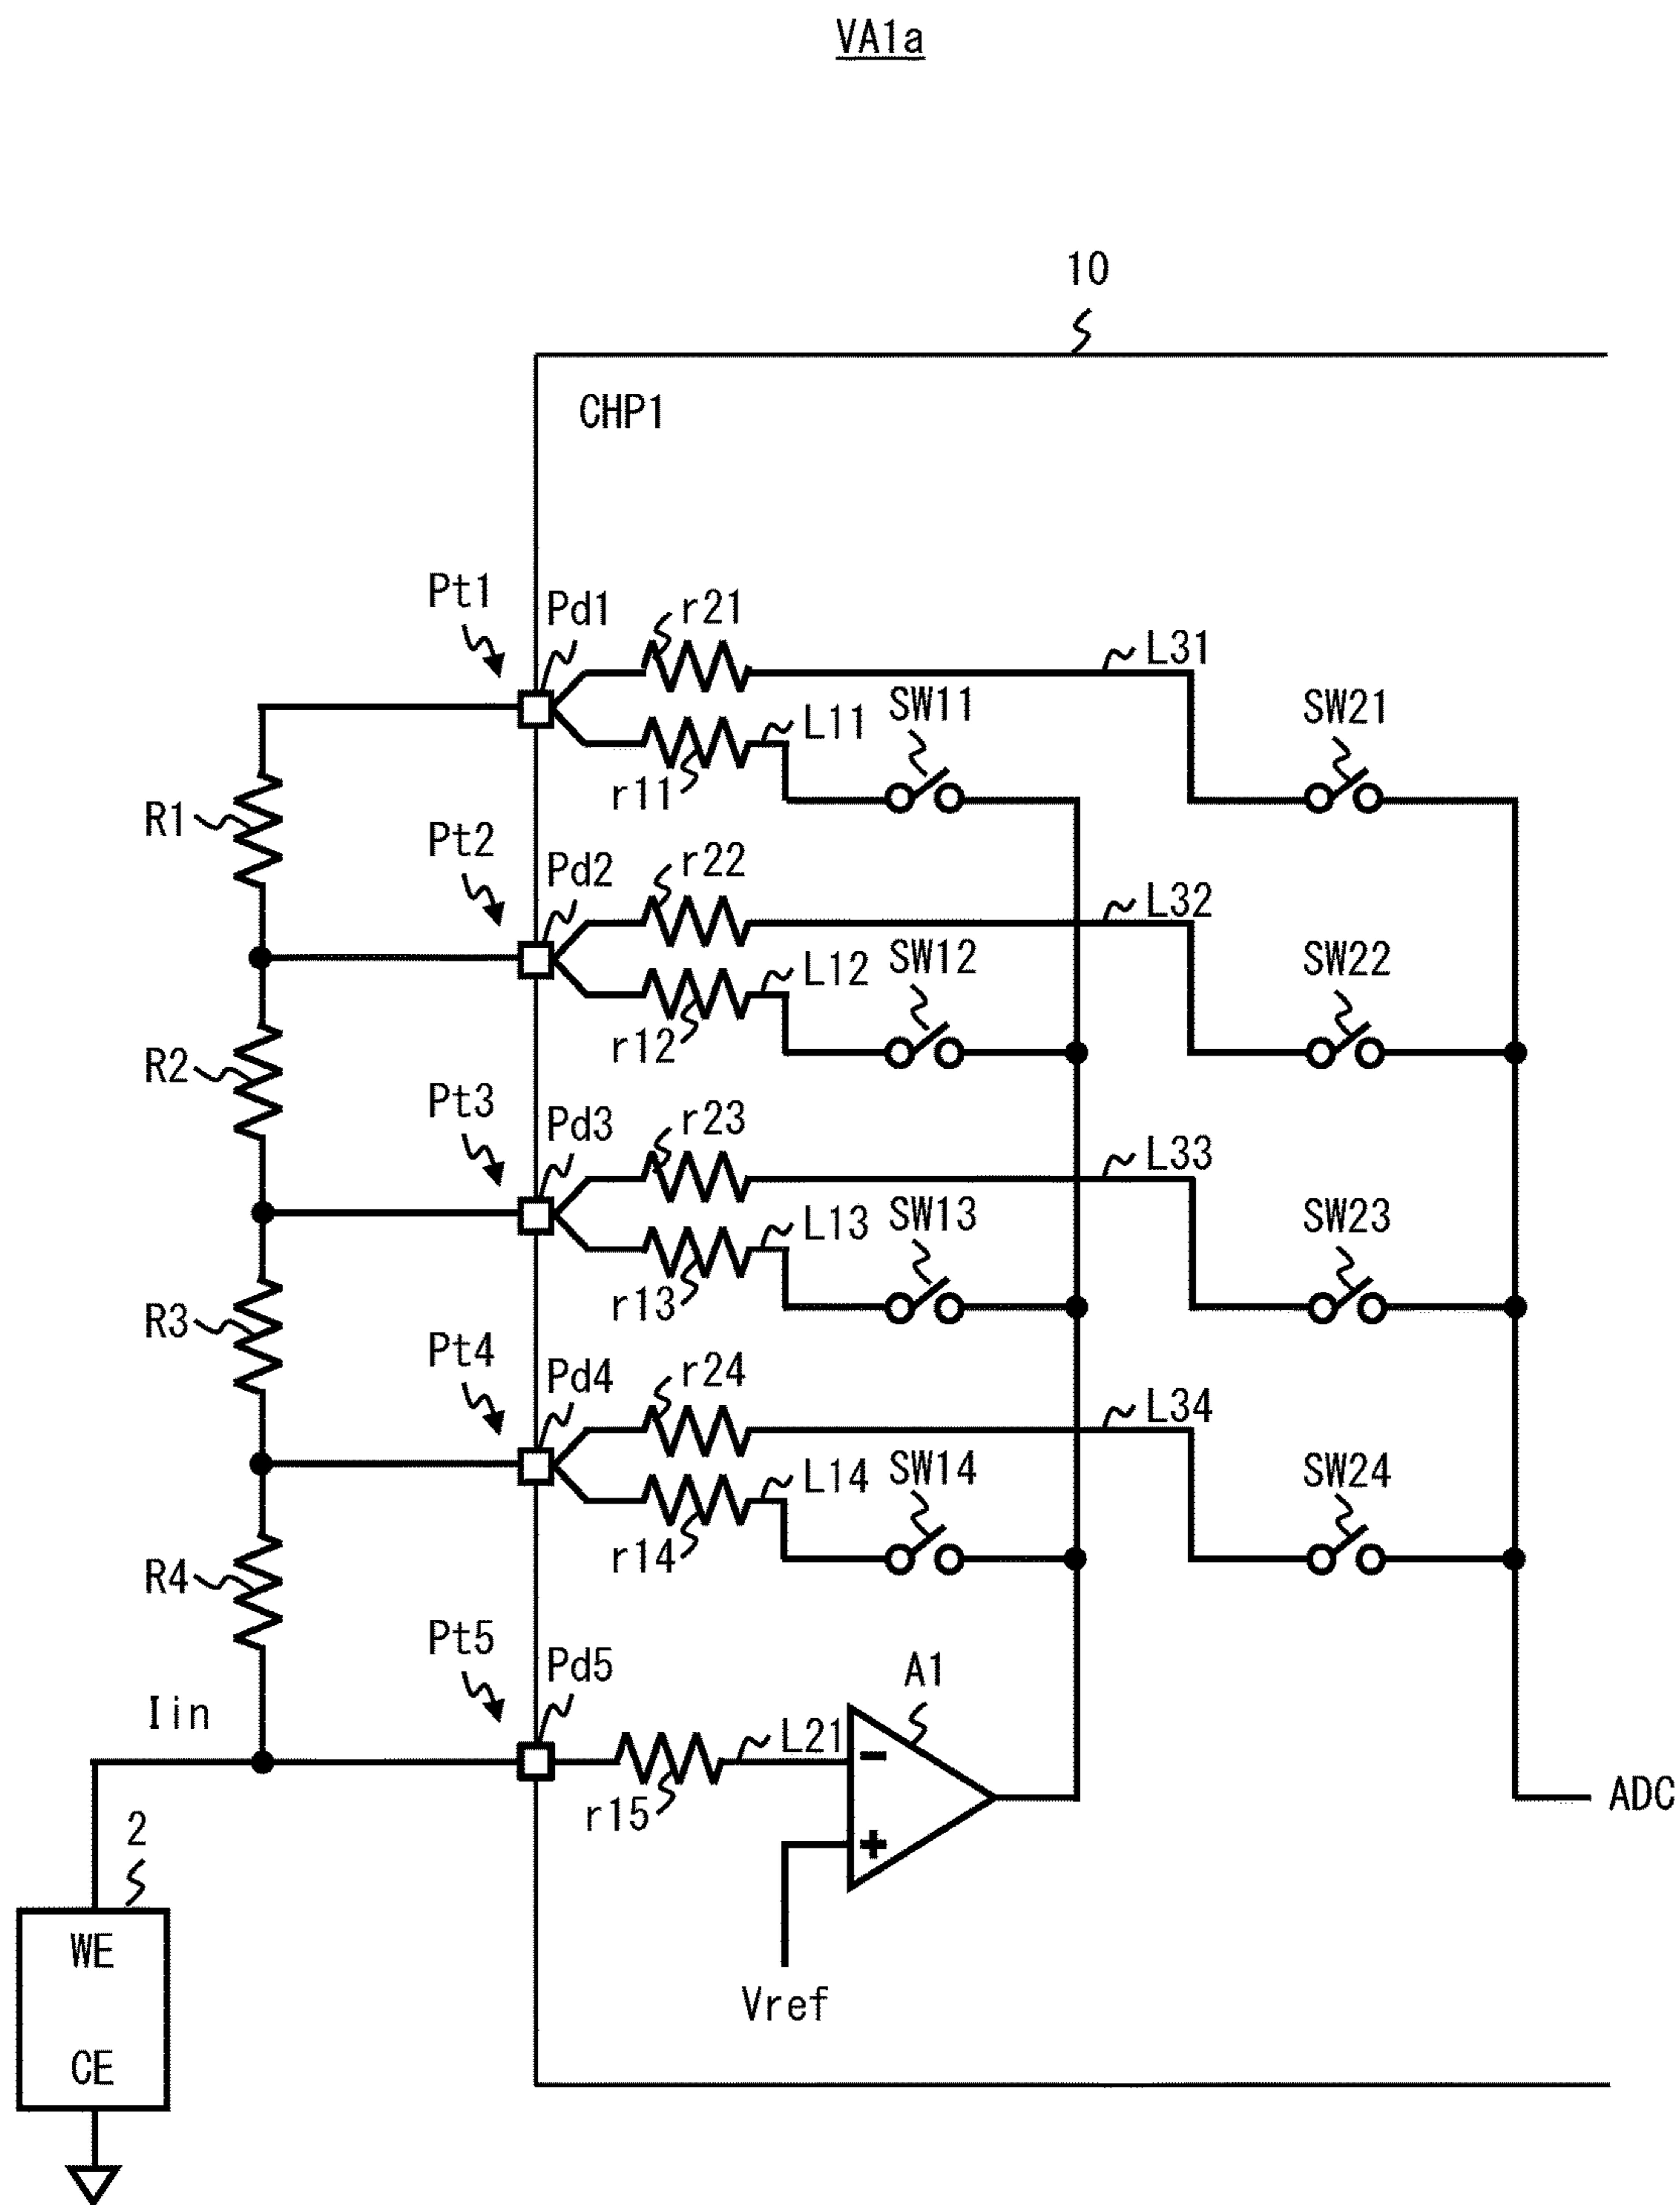 VA1a
10
CHP1
Pt1
Pd1
r21
L31
SW11
SW21
L11
r11
R1
Pt2
Pd2
r22
L32
SW12
SW22
L12
r12
R2
Pt3
Pd3
r23
L33
SW13
SW23
L13
r13
R3
Pt4
Pd4
r24
L34
SW14
SW24
L14
r14
R4
Pt5
Pd5
A1
Iin
L21
-
r15
ADC
2
+
WE
Vref
CE